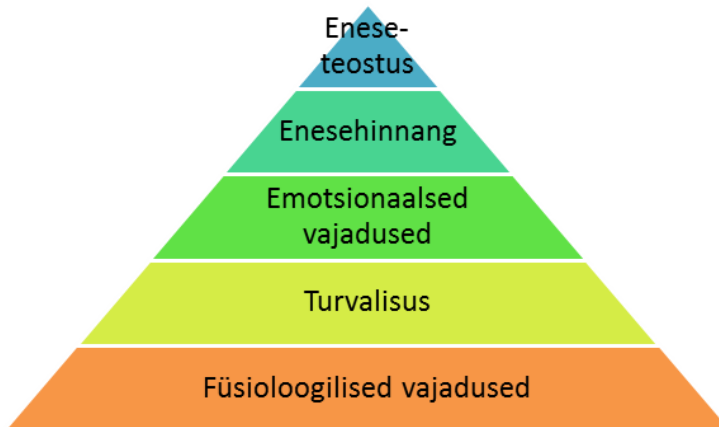 Enese-
teostus
Enesehinnang
Emotsionaalsed
vajadused
Turvalisus
Füsioloogilised vajadused